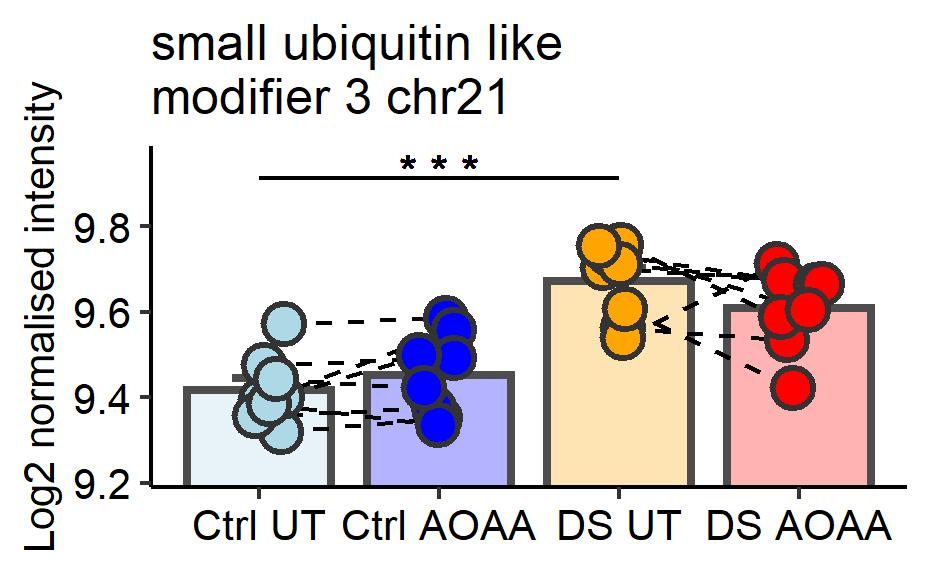 small ubiquitin like
modifier 3 chr21
Log2 normalised intensity
* * *
9.8
9.6
9.4
9.2
Ctrl UT Ctrl AOAA DS UT DS AOAA